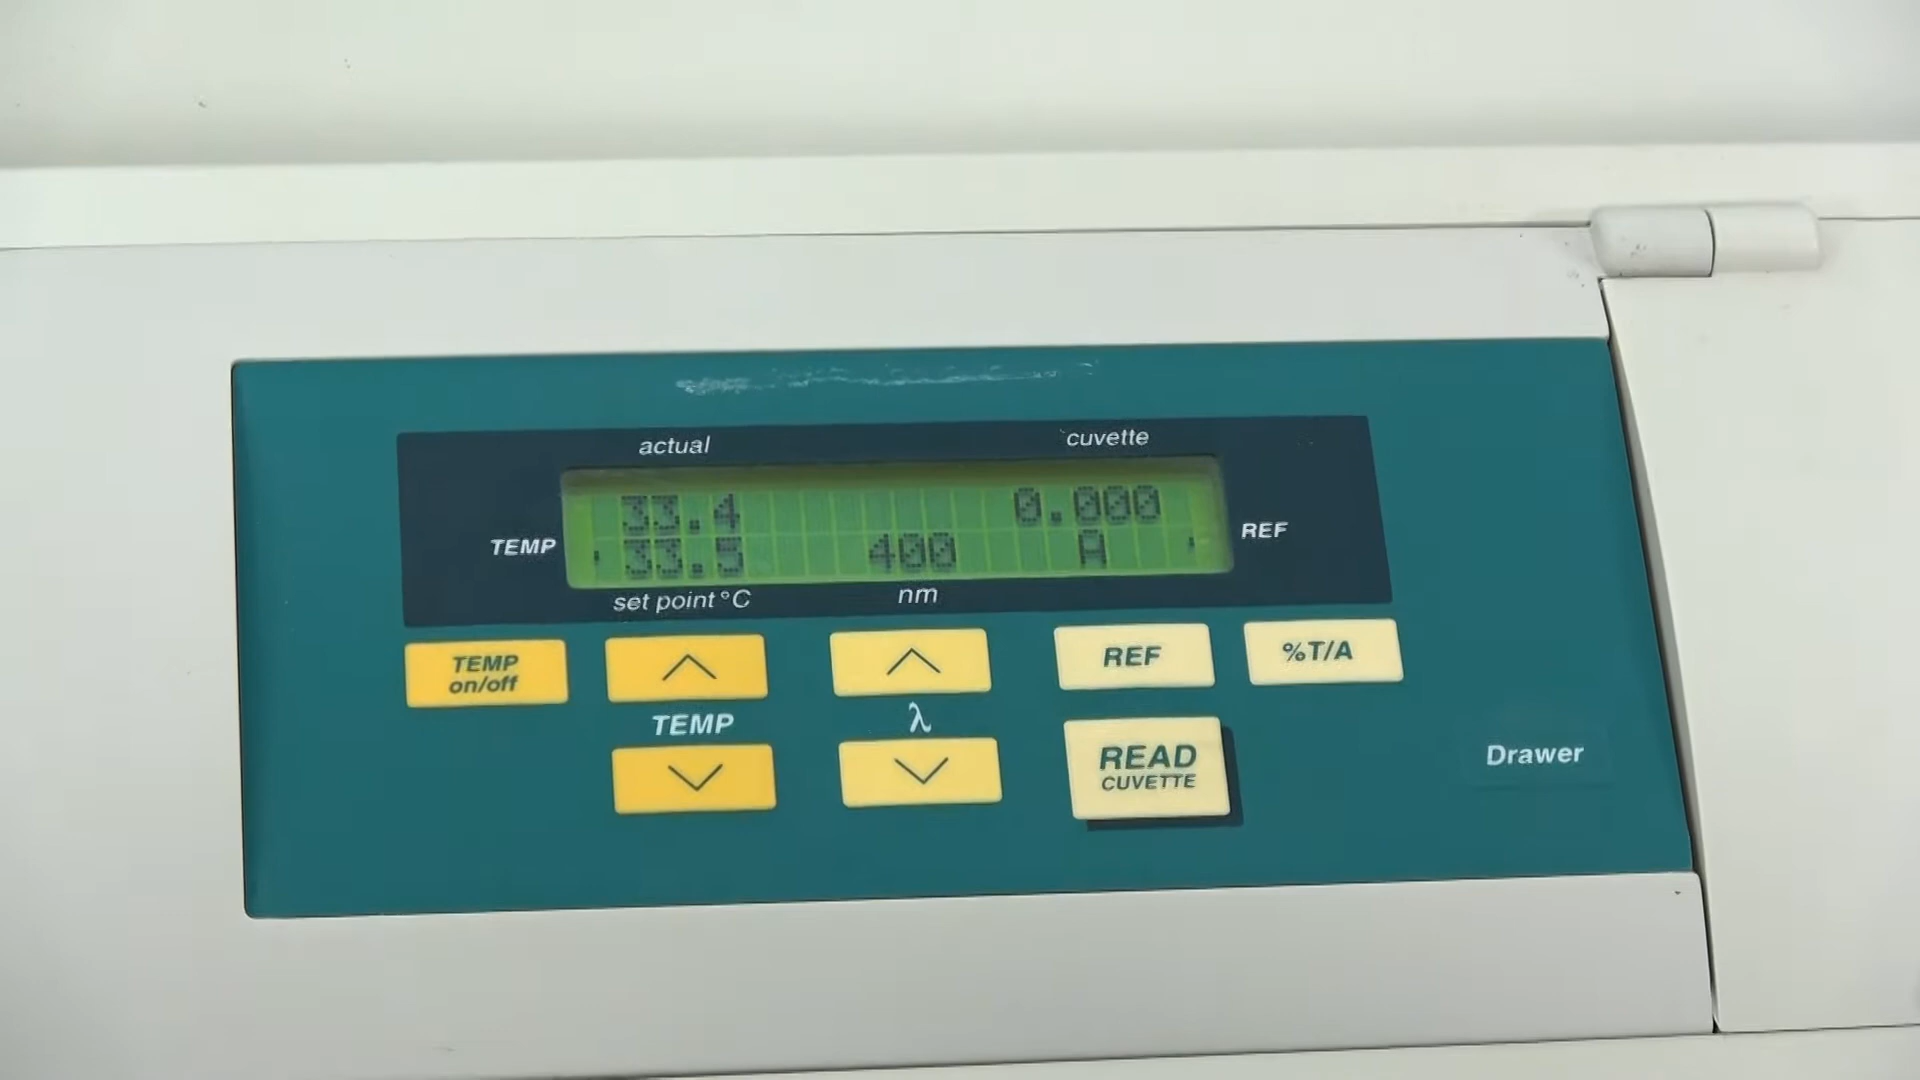 actual cuvette
33.4 0.000
TEMP 33.5 400 A REF
set point °C nm
TEMP on/off
REF
%T/A
TEMP
λ
READ
CUVETTE
Drawer